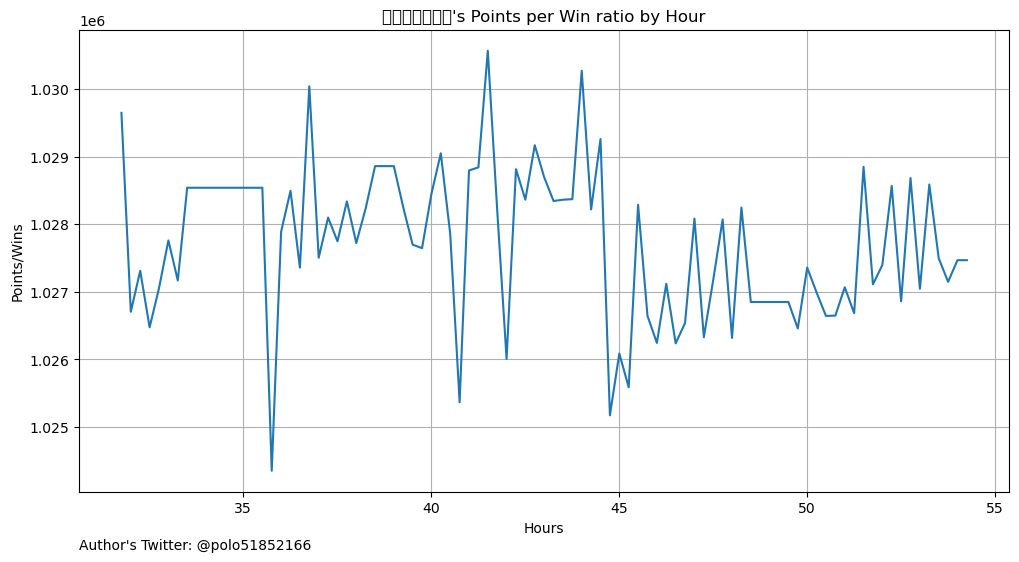 1e6
's Points per Win ratio by Hour
1.030
1.029
1.028
1.027
1.026
1.025
Points/Wins
35 40 45 50 55
Hours
Author's Twitter: @polo51852166